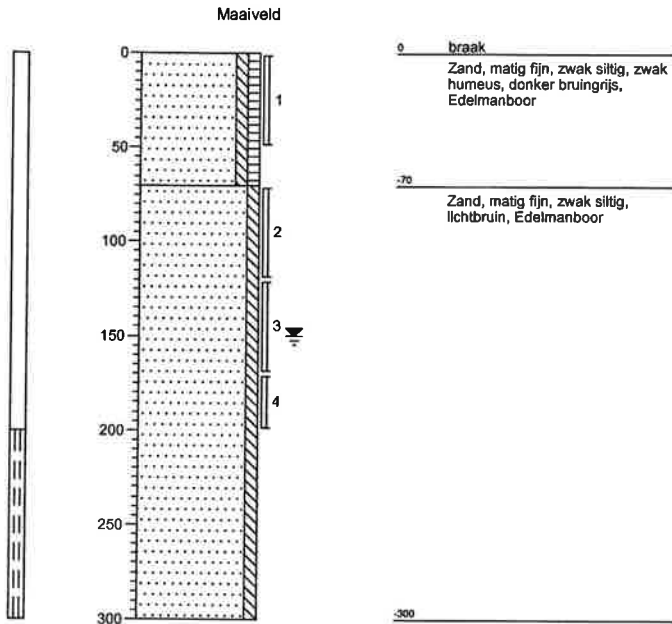 Maaiveld
0
50
100
150
200
250
300
1
2
3
4
0 braak
Zand, matig fijn, zwak siltig, zwak
humeus, donker bruingrijs,
Edelmanboor
-70
Zand, matig fijn, zwak siltig,
lichtbruin, Edelmanboor
-300